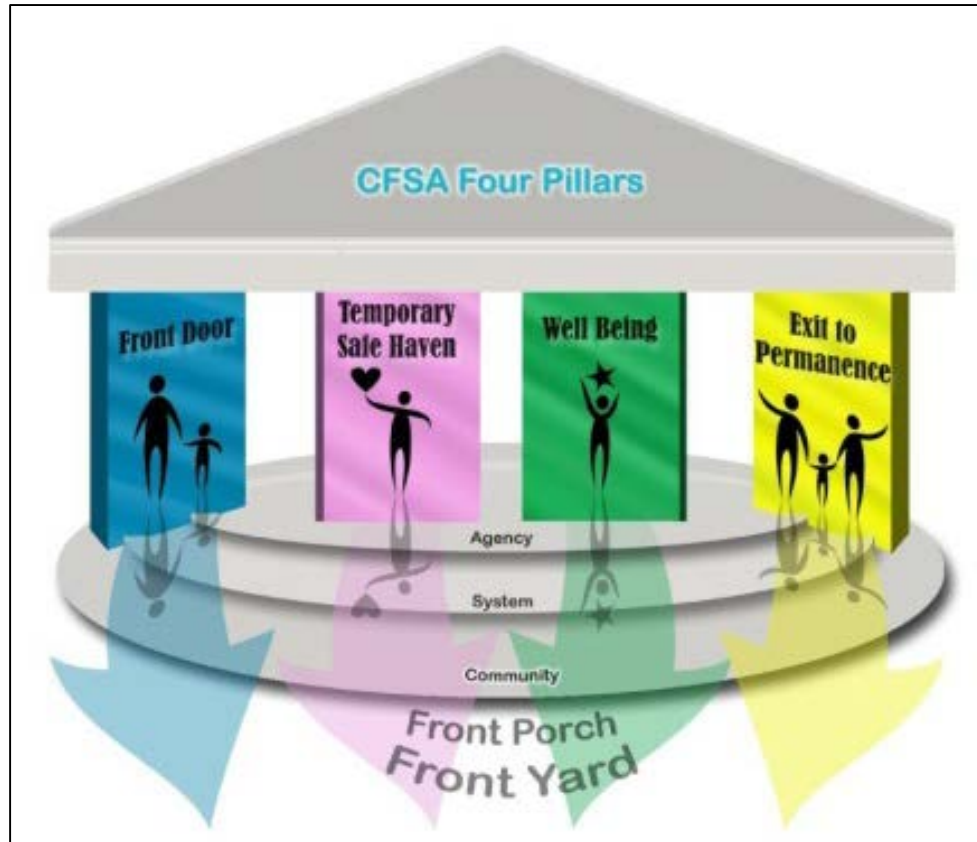 CFSA Four Pillars
Front Door
Temporary
Safe Haven
Well Being
Exit to
Permanence
Agency
System
Community
Front Porch
Front Yard